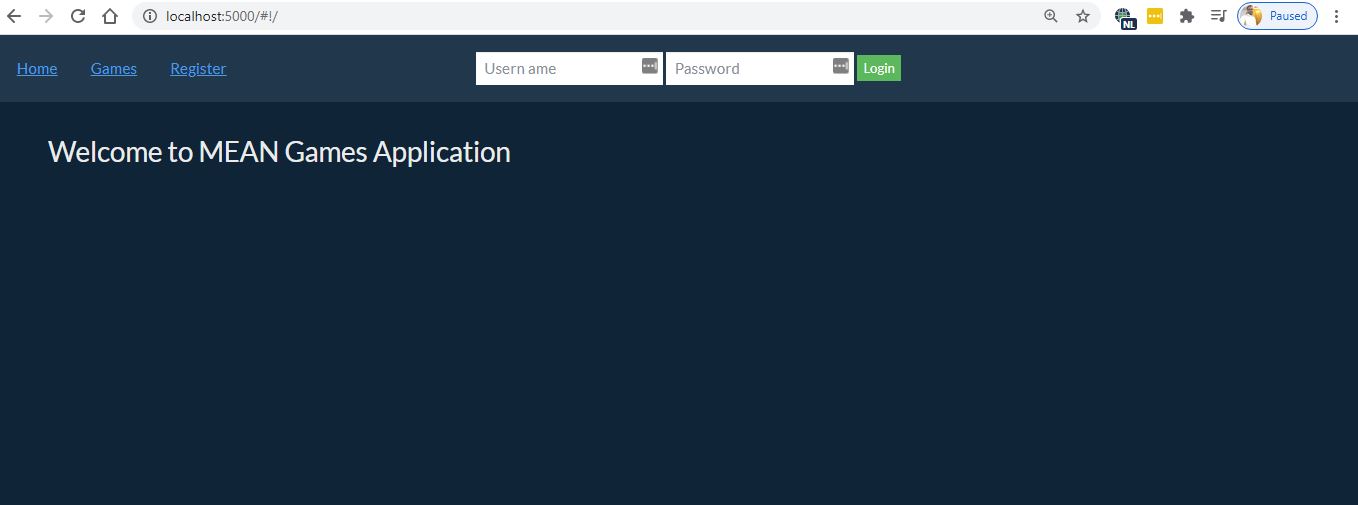 localhost:5000/#!/
NL
Paused
Home Games Register Usern ame Password Login
Welcome to MEAN Games Application